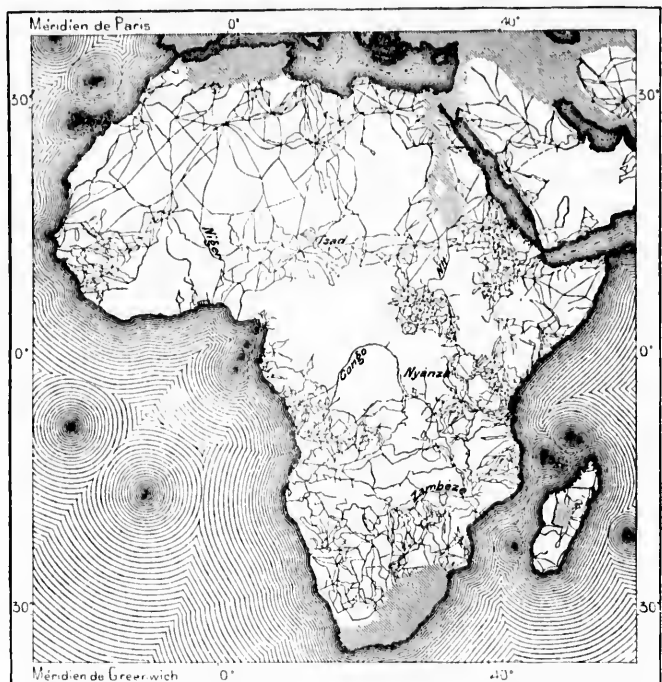 Méridien de Paris 0° 40°
30° 30°
Niger Tsad Nil
0° 0°
Congo Nyanza
Zambeze
30° 30°
Méridien de Greenwich 0° 40°